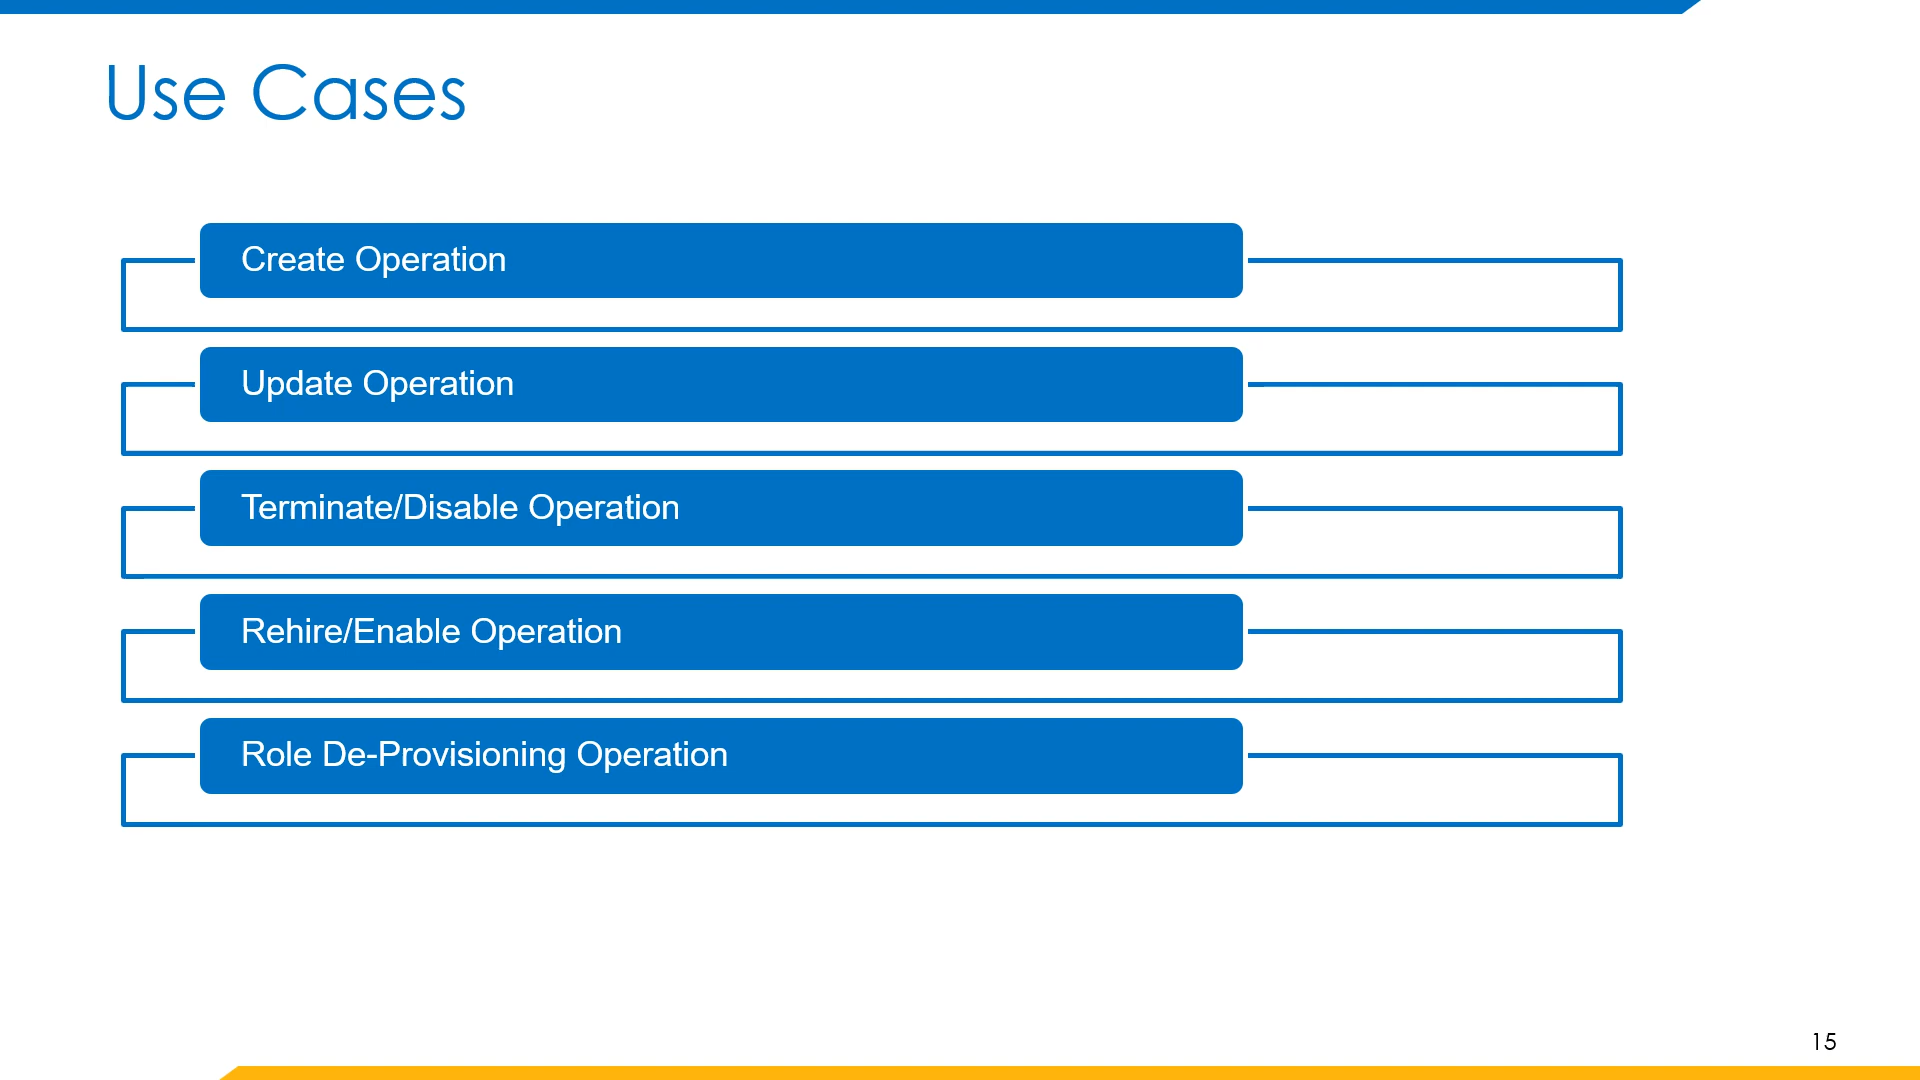 Use Cases
Create Operation
Update Operation
Terminate/Disable Operation
Rehire/Enable Operation
Role De-Provisioning Operation
15